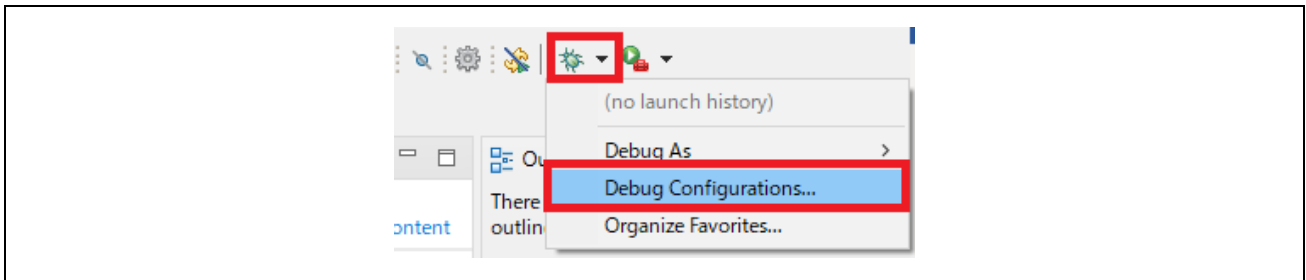 (no launch history)
Debug As
Debug Configurations...
There
ontent
outlin
Organize Favorites...